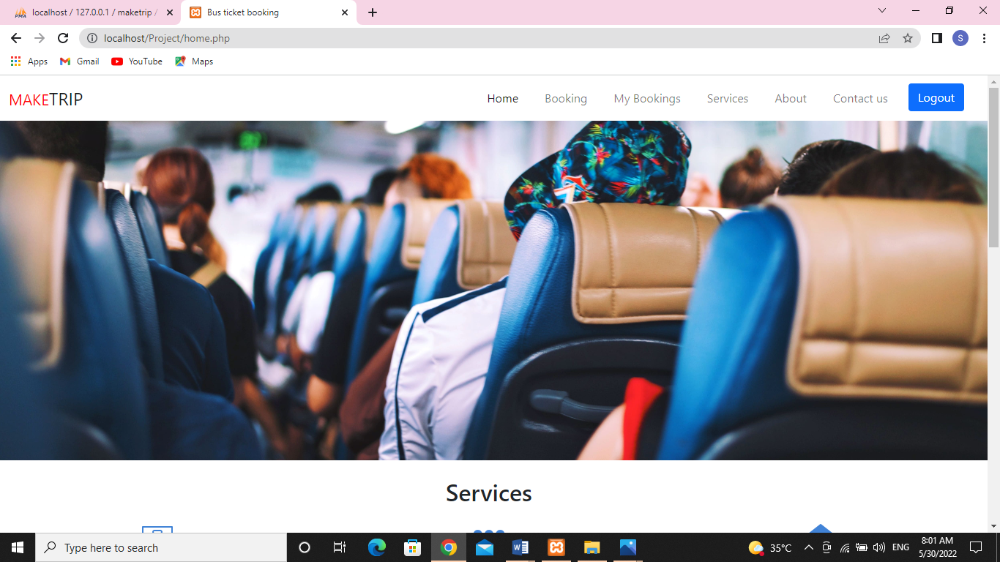 localhost / 127.0.0.1 / maketrip /
Bus ticket booking
localhost/Project/home.php
S
Apps Gmail YouTube Maps
MAKETRIP Home Booking My Bookings Services About Contact us Logout
Services
Type here to search
35°C ENG
8:01 AM
5/30/2022